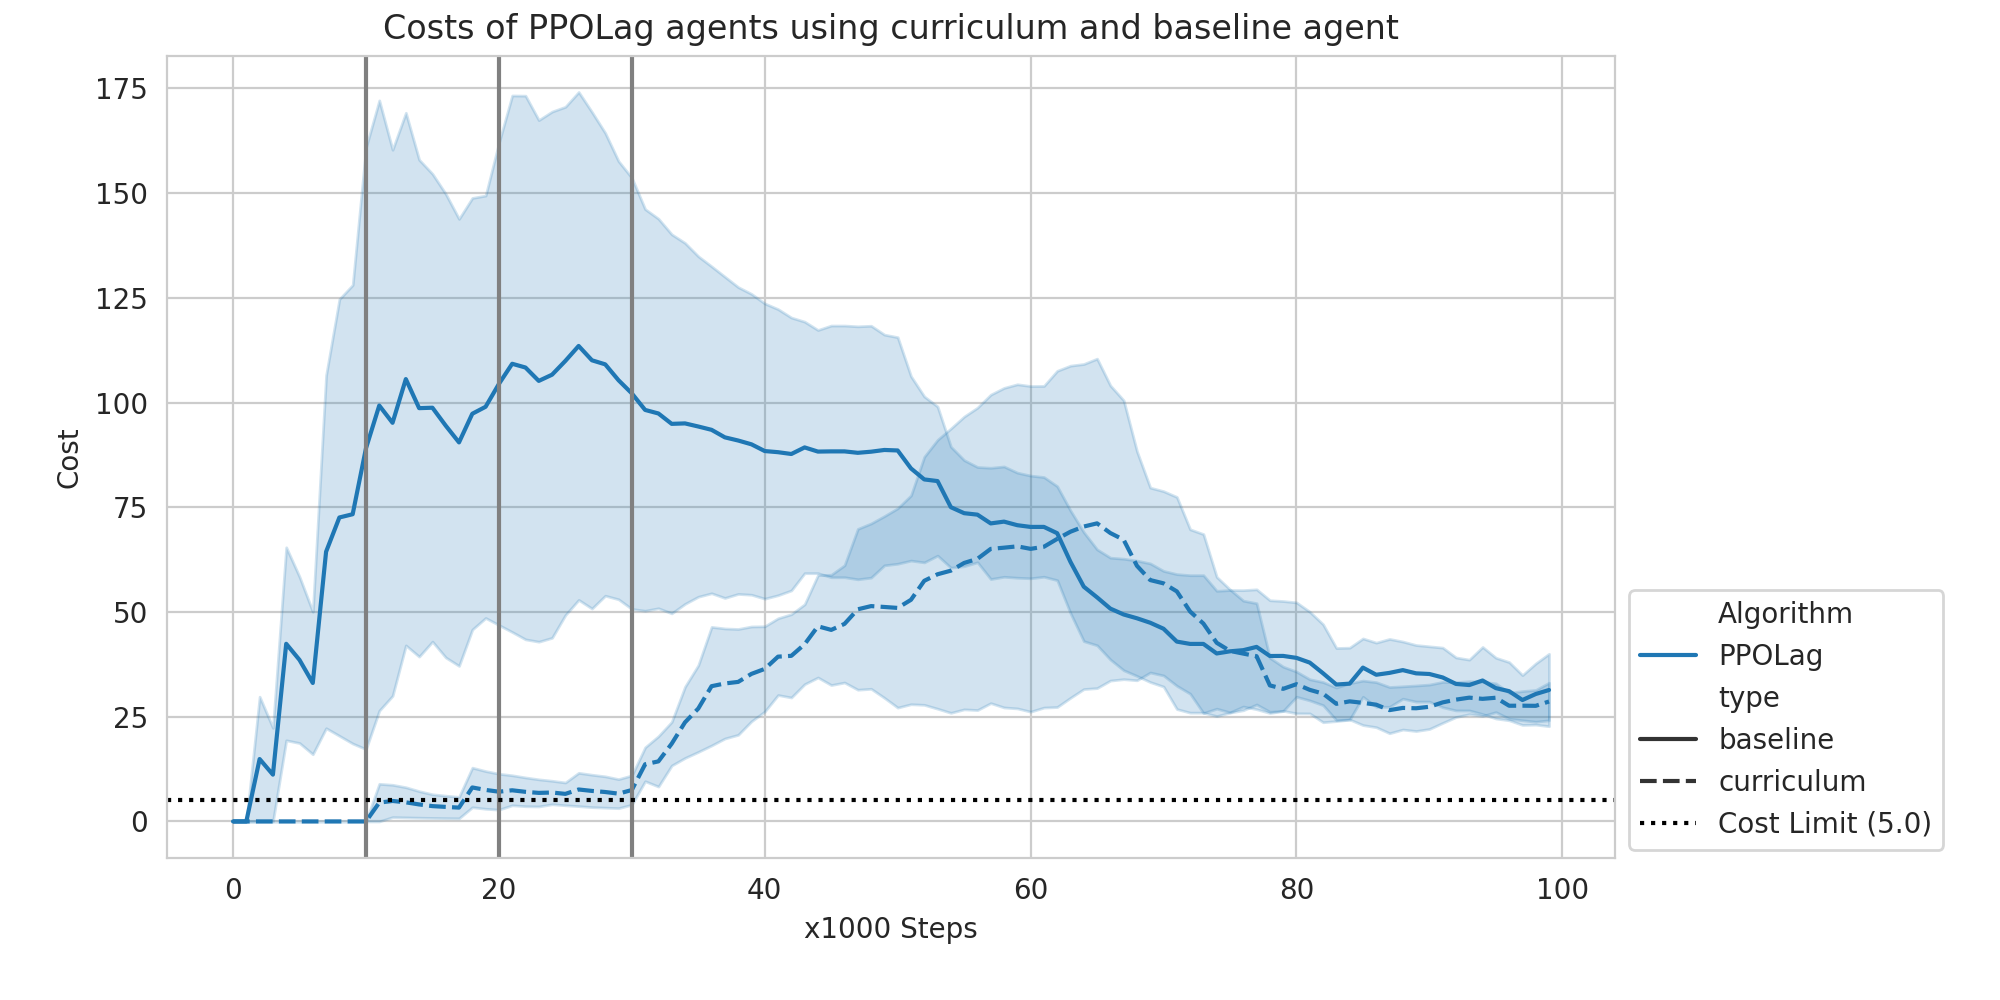 Costs of PPOLag agents using curriculum and baseline agent
175
150
125
100
75
50
25
0
Cost
0 20 40 60 80 100
x1000 Steps
Algorithm
PPOLag
type
baseline
curriculum
Cost Limit (5.0)